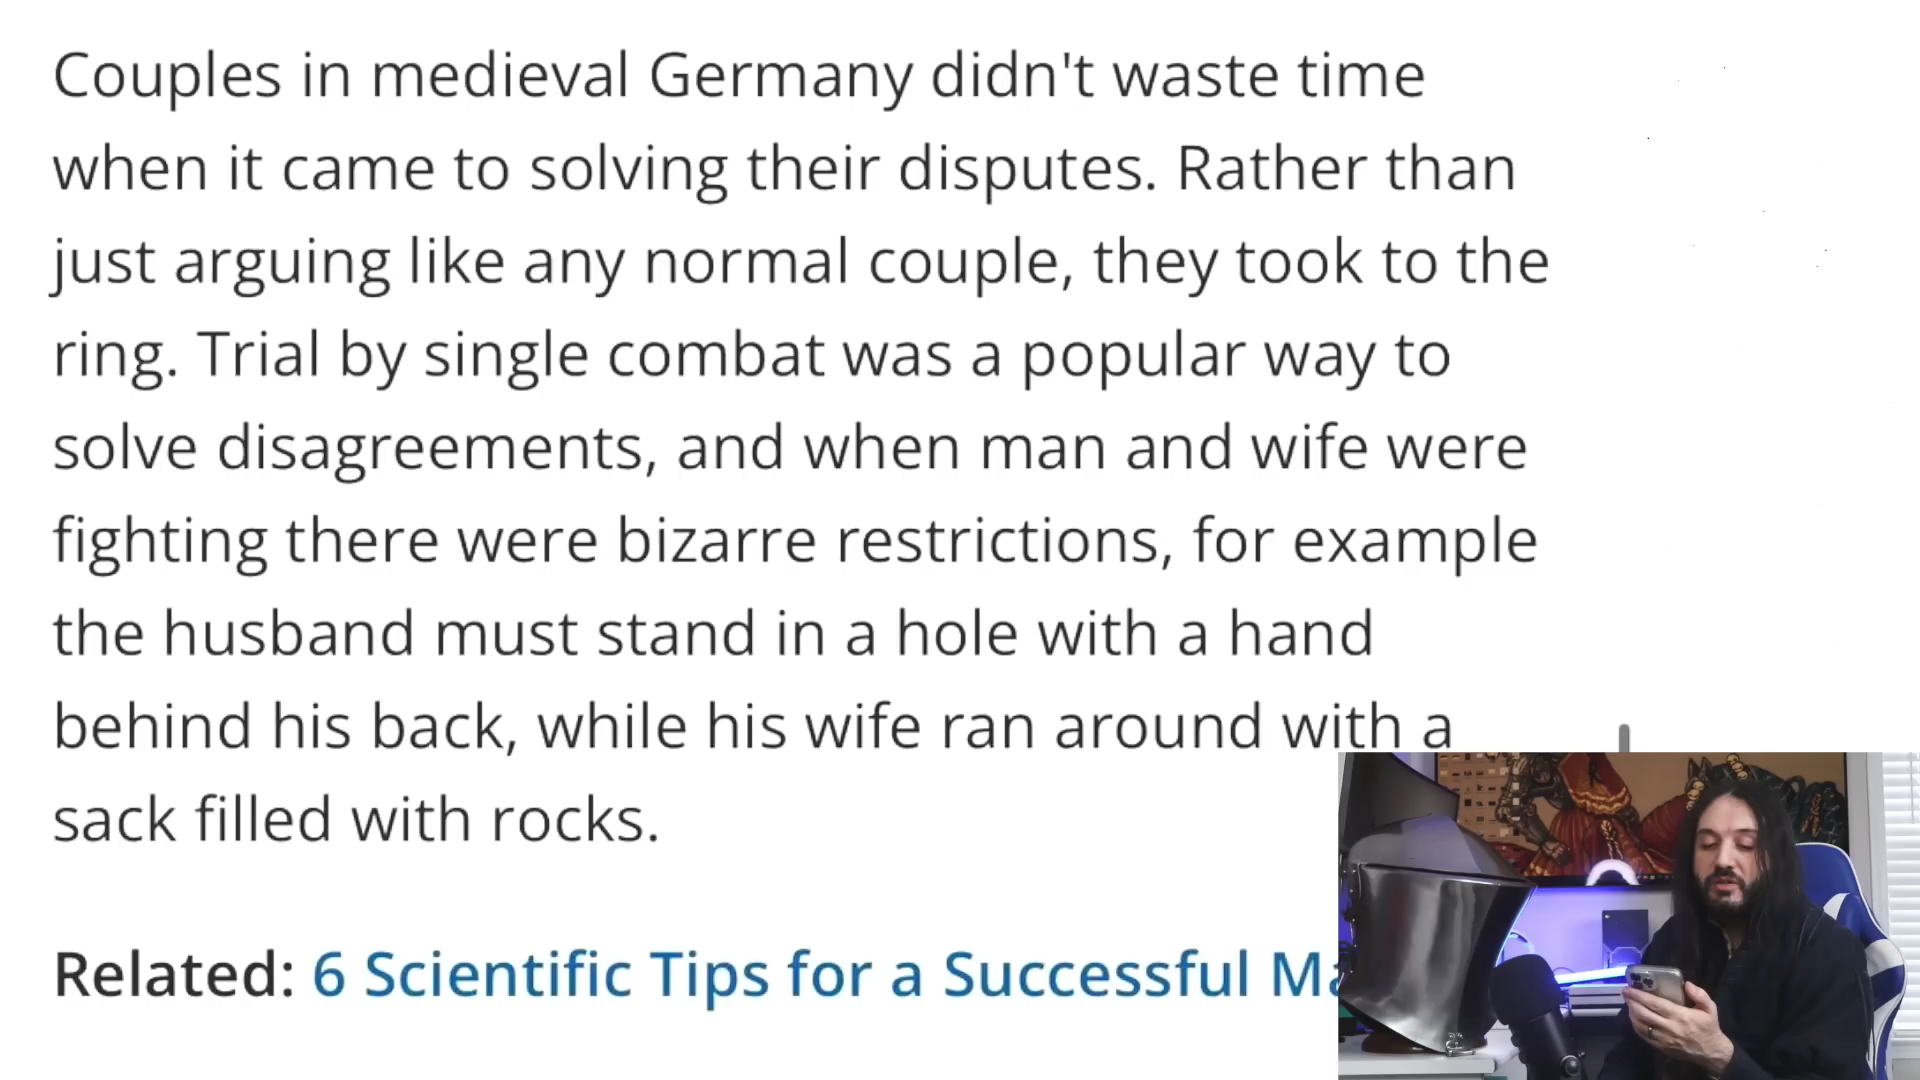 Couples in medieval Germany didn't waste time
when it came to solving their disputes. Rather than
just arguing like any normal couple, they took to the
ring. Trial by single combat was a popular way to
solve disagreements, and when man and wife were
fighting there were bizarre restrictions, for example
the husband must stand in a hole with a hand
behind his back, while his wife ran around with a
sack filled with rocks.
Related: 6 Scientific Tips for a Successful